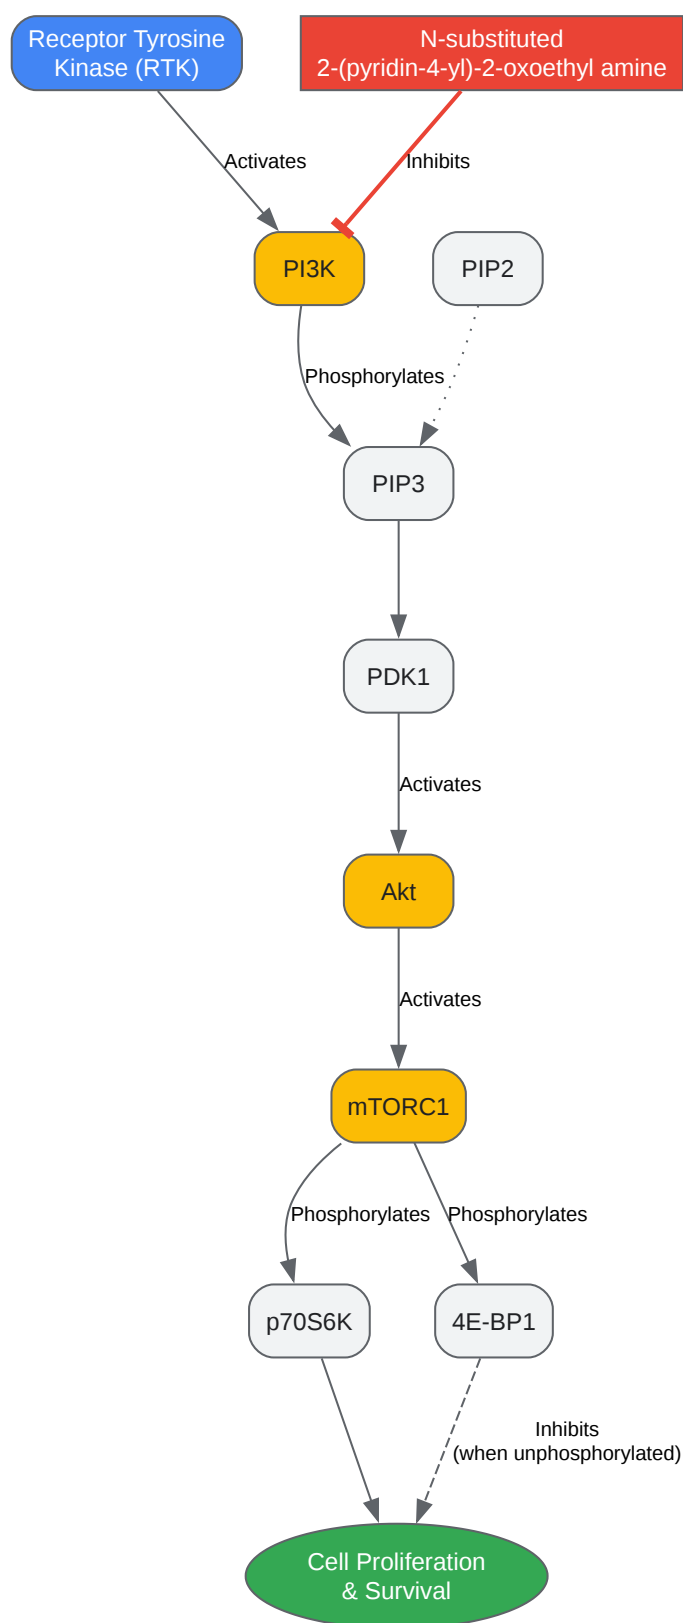 Receptor Tyrosine
Kinase (RTK)
N-substituted
2-(pyridin-4-yl)-2-oxoethyl amine
Activates
Inhibits
PI3K
PIP2
Phosphorylates
PIP3
PDK1
Activates
Akt
Activates
mTORC1
Phosphorylates
Phosphorylates
p70S6K
4E-BP1
Inhibits
(when unphosphorylated)
Cell Proliferation
& Survival